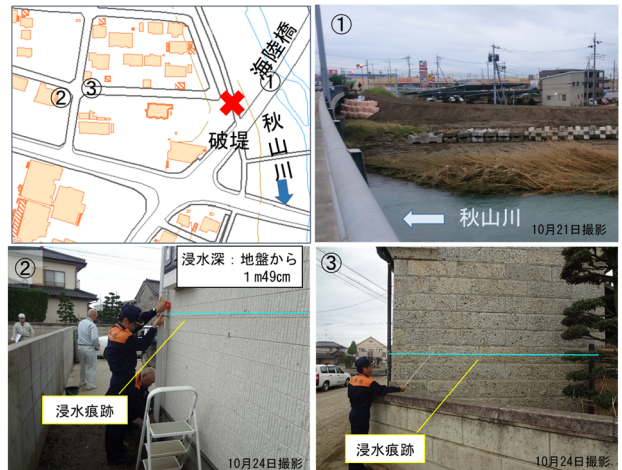 海陸橋
①
②
③
破堤
秋山川
①
秋山川
10月21日撮影
②
浸水深：地盤から
1m49cm
浸水痕跡
10月24日撮影
③
浸水痕跡
10月24日撮影